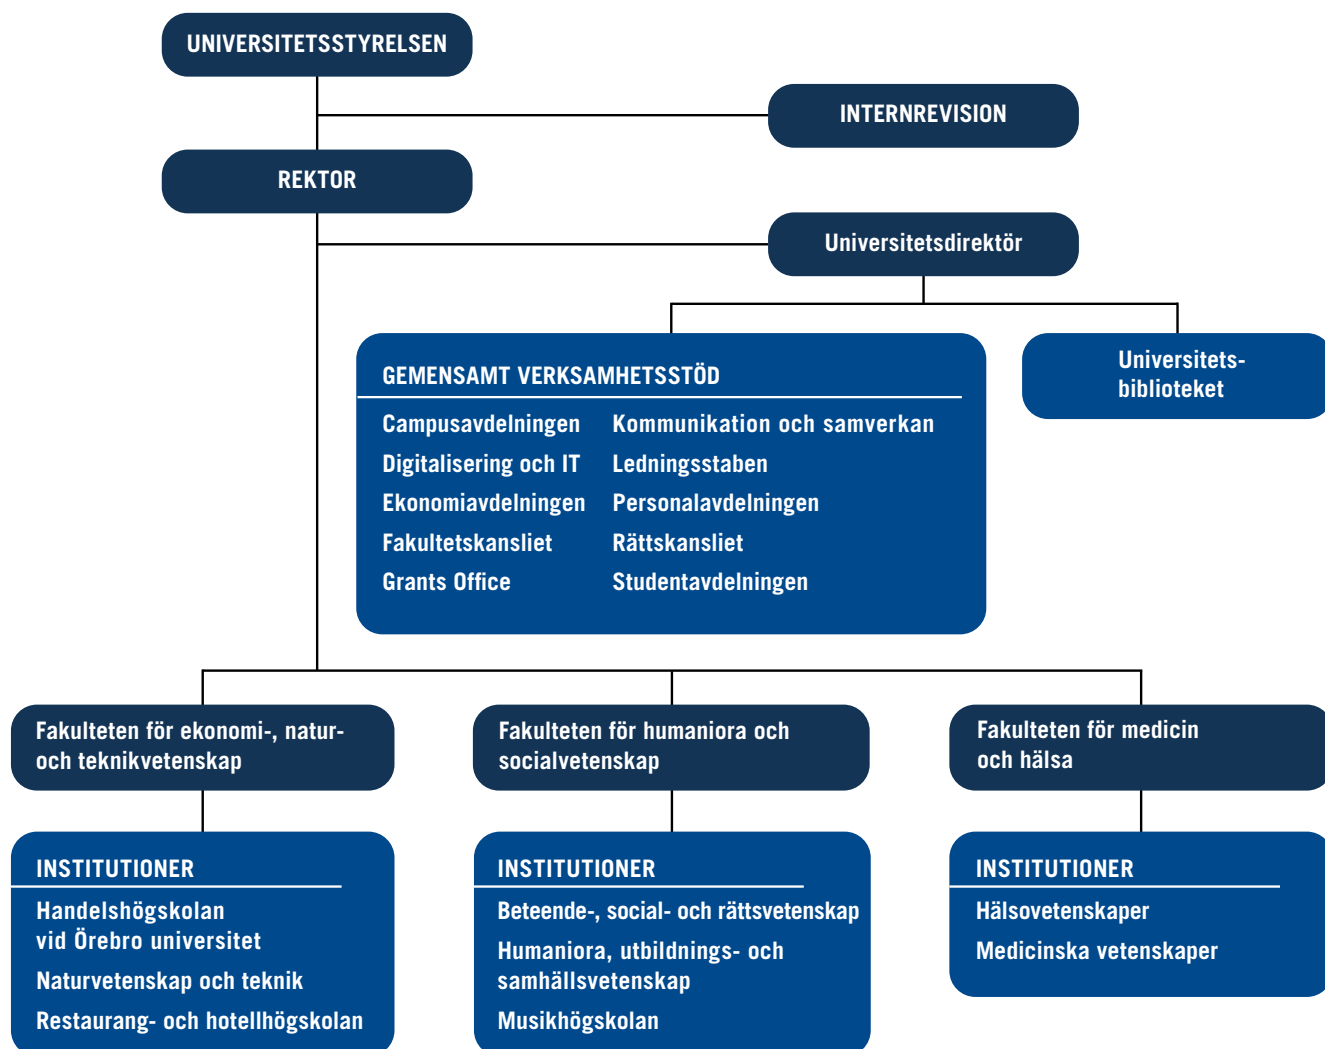 UNIVERSITETSSTYRELSEN
INTERNREVISION
REKTOR
Universitetsdirektör
GEMENSAMT VERKSAMHETSSTÖD
Campusavdelningen
Digitalisering och IT
Ekonomiavdelningen
Fakultetskansliet
Grants Office
Kommunikation och samverkan
Ledningsstaben
Personalavdelningen
Rättskansliet
Studentavdelningen
Universitets-
biblioteket
Fakulteten för ekonomi-, natur-
och teknikvetenskap
INSTITUTIONER
Handelshögskolan
vid Örebro universitet
Naturvetenskap och teknik
Restaurang- och hotellhögskolan
Fakulteten för humaniora och
socialvetenskap
INSTITUTIONER
Beteende-, social- och rättsvetenskap
Humaniora, utbildnings- och
samhällsvetenskap
Musikhögskolan
Fakulteten för medicin
och hälsa
INSTITUTIONER
Hälsovetenskaper
Medicinska vetenskaper